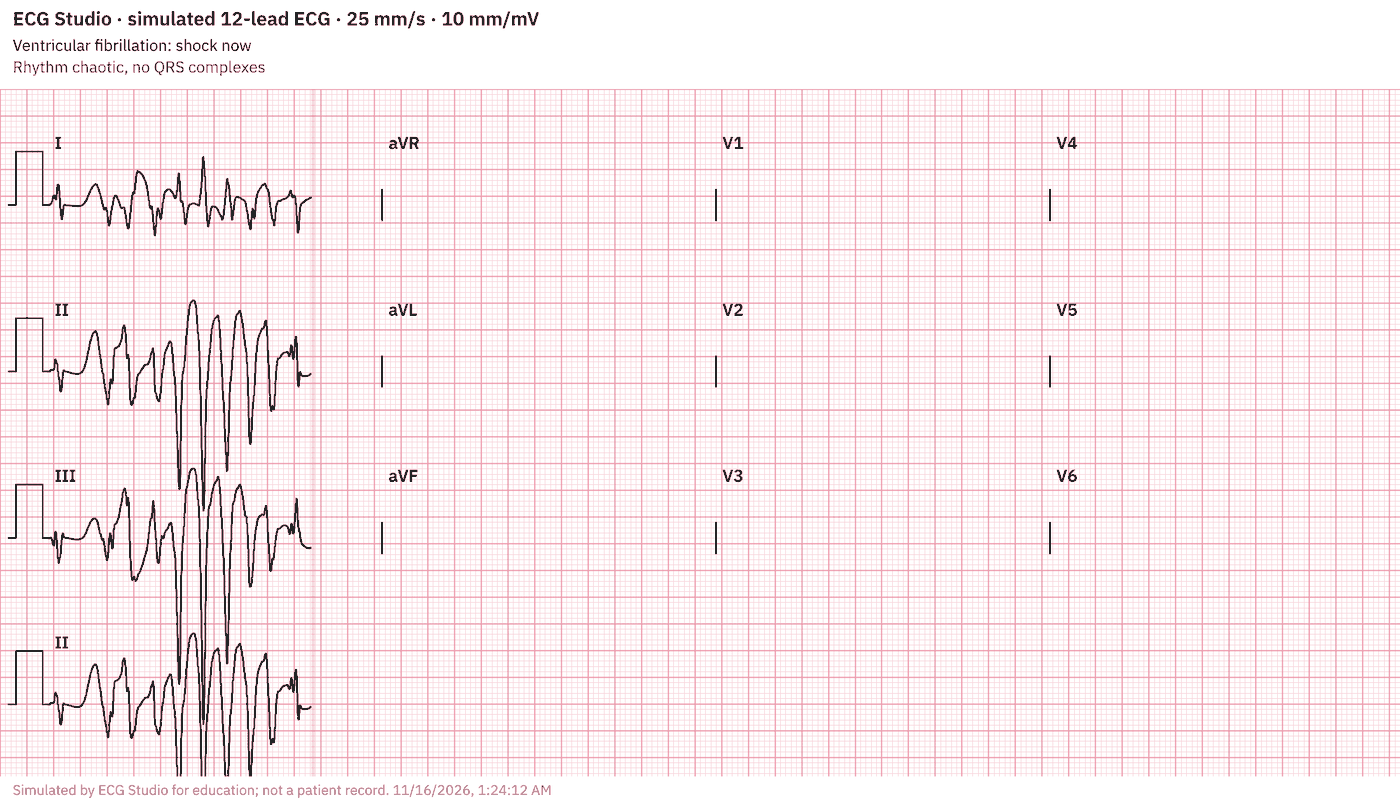 ECG Studio · simulated 12-lead ECG · 25 mm/s · 10 mm/mV
Ventricular fibrillation: shock now
Rhythm chaotic, no QRS complexes
I aVR V1 V4
II aVL V2 V5
III aVF V3 V6
II
Simulated by ECG Studio for education; not a patient record. 11/16/2026, 1:24:12 AM